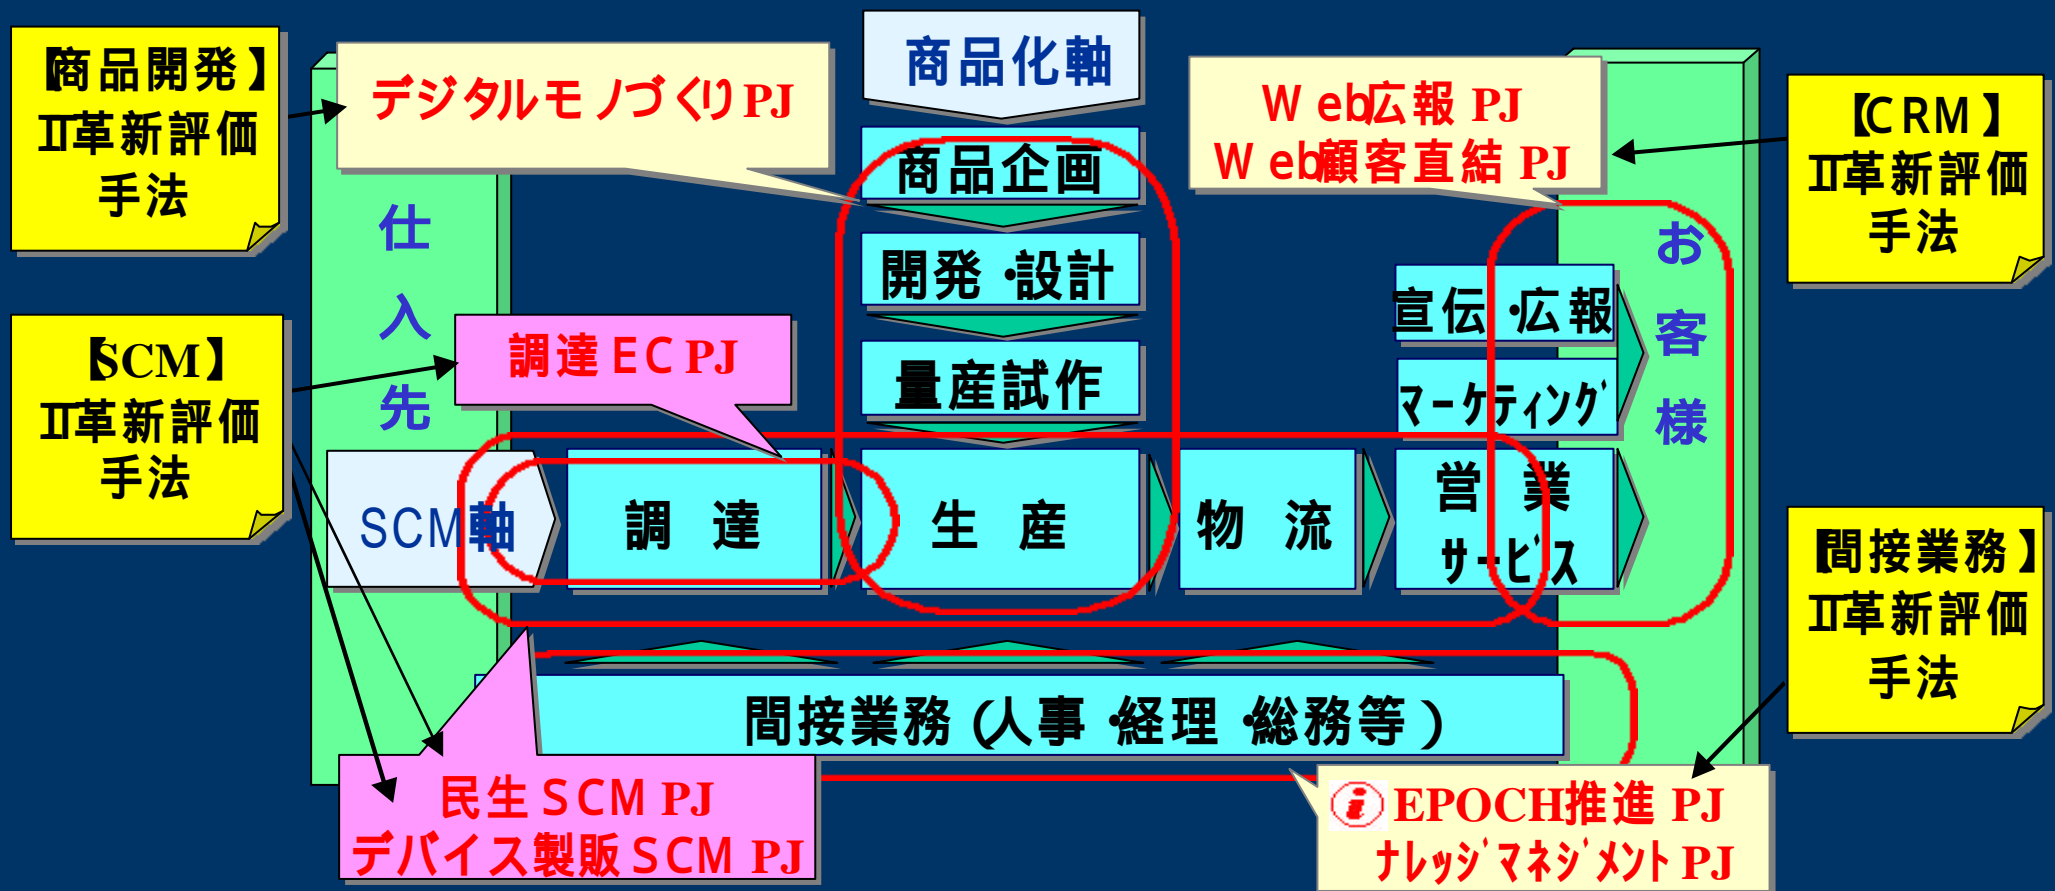 【商品開発】
IT革新評価
手法
デジタルモノづくりPJ
商品化軸
Web広報 PJ
Web顧客直結 PJ
【CRM】
IT革新評価
手法
仕入先
商品企画
開発・設計
量産試作
お客様
宣伝・広報
マーケティング
【SCM】
IT革新評価
手法
調達ECPJ
SCM軸
調達
生産
物流
営業
サービス
【間接業務】
IT革新評価
手法
間接業務(人事・経理・総務等)
民生SCM PJ
デバイス製販SCM PJ
i EPOCH推進 PJ
ナレッジマネジメントPJ